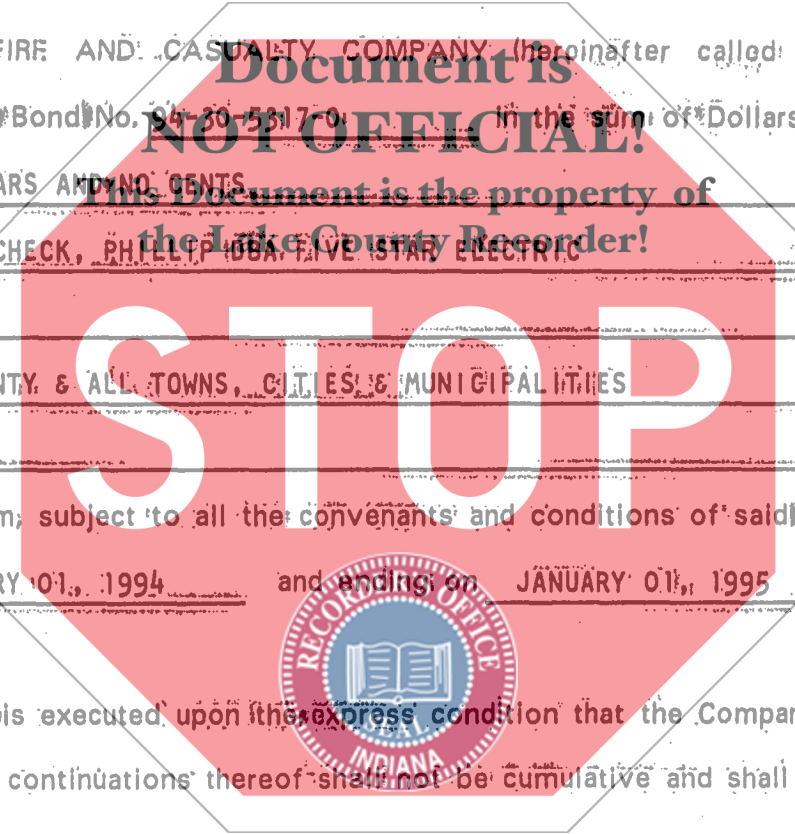 FIRE AND CASUALTY COMPANY (hereinafter called
Document is
Bond No. 94-30-5317-0 in the sum of Dollars
NOT OFFICIAL!
ARS AND NO CENTS
This Document is the property of
CHECK, PHILLIP DBA FIVE STAR ELECTRIC
the Lake County Recorder!
STOP
NTY & ALL TOWNS, CITIES & MUNICIPALITIES
m, subject to all the convenants and conditions of said
RY 01, 1994 and ending on JANUARY 01, 1995
RECORDING OFFICE
SEAL
INDIANA
is executed upon the express condition that the Compan
continuations thereof shall not be cumulative and shall